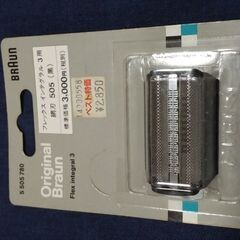 BRAUN
フレックス インテグラル 3用
網刃 505 (黒)
標準価格 3,000円(税別)
14200558
ベスト特価
¥2,850
Original
Braun
Flex integral 3
5 505 780